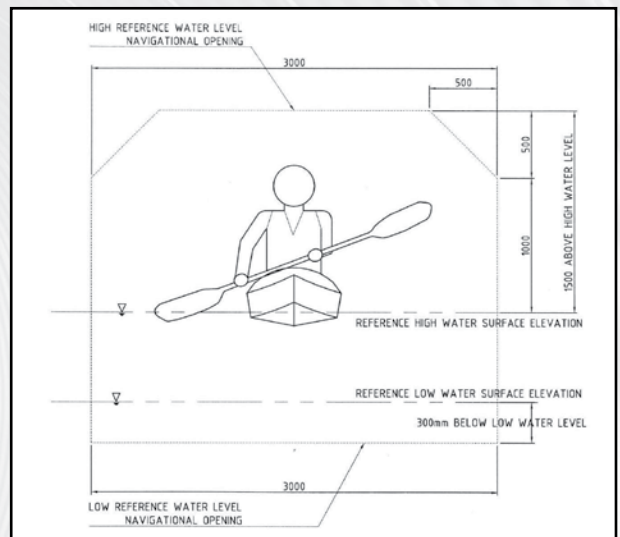 HIGH REFERENCE WATER LEVEL
NAVIGATIONAL OPENING
3000
500
500
1000
1500 ABOVE HIGH WATER LEVEL
REFERENCE HIGH WATER SURFACE ELEVATION
REFERENCE LOW WATER SURFACE ELEVATION
300mm BELOW LOW WATER LEVEL
3000
LOW REFERENCE WATER LEVEL
NAVIGATIONAL OPENING